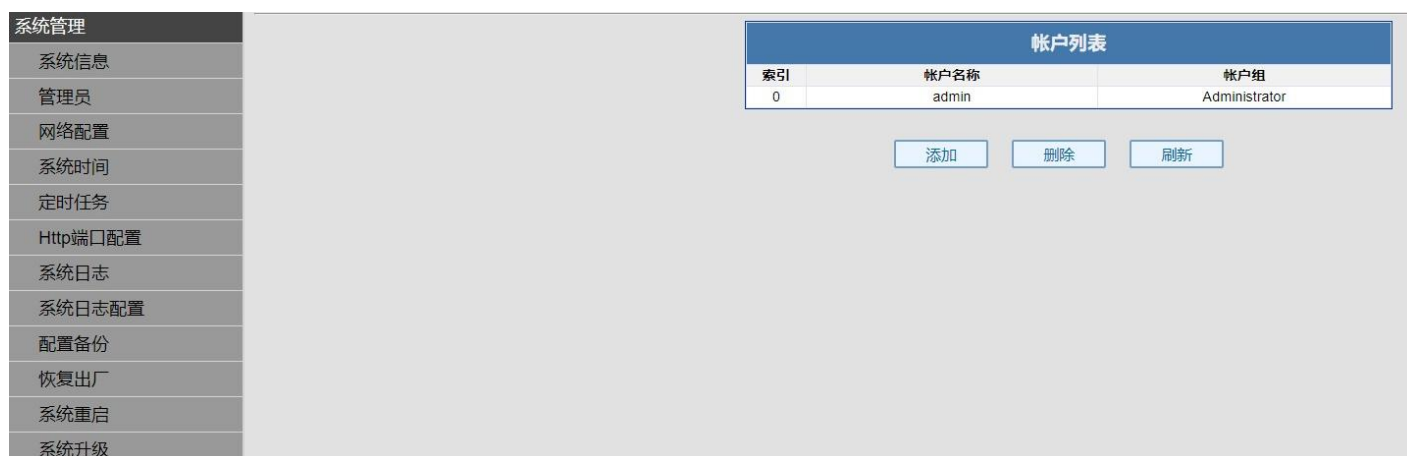 系统管理
系统信息
管理员
网络配置
系统时间
定时任务
Http端口配置
系统日志
系统日志配置
配置备份
恢复出厂
系统重启
系统升级
帐户列表
索引 帐户名称 帐户组
0 admin Administrator
添加 删除 刷新